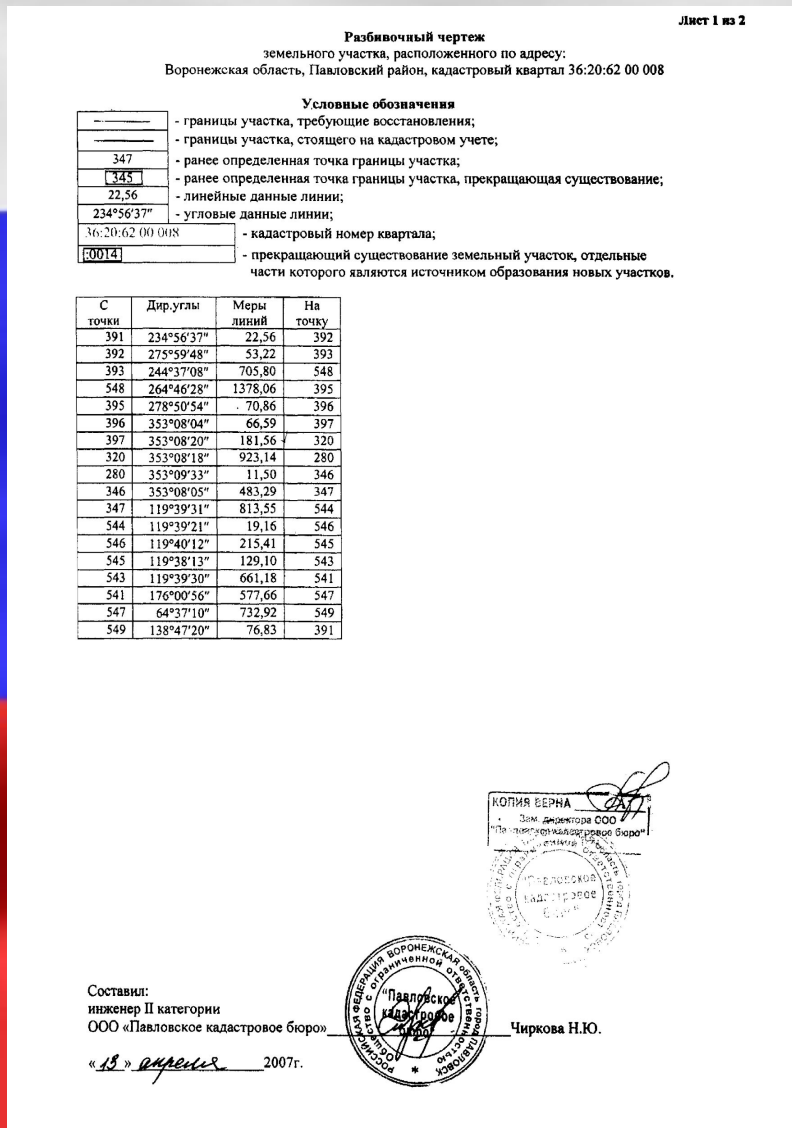 Лист 1 из 2
Разбивочный чертеж
земельного участка, расположенного по адресу:
Воронежская область, Павловский район, кадастровый квартал 36:20:62 00 008
Условные обозначения
- границы участка, требующие восстановления;
- границы участка, стоящего на кадастровом учете;
347 - ранее определенная точка границы участка;
345 - ранее определенная точка границы участка, прекращающая существование;
22,56 - линейные данные линии;
234°56'37" - угловые данные линии;
36:20:62 00 008 - кадастровый номер квартала;
:0014 - прекращающий существование земельный участок, отдельные
части которого являются источником образования новых участков.
С точки Дир.углы Меры линий На точку
391 234°56'37" 22,56 392
392 275°59'48" 53,22 393
393 244°37'08" 705,80 548
548 264°46'28" 1378,06 395
395 278°50'54" 70,86 396
396 353°08'04" 66,59 397
397 353°08'20" 181,56 320
320 353°08'18" 923,14 280
280 353°09'33" 11,50 346
346 353°08'05" 483,29 347
347 119°39'31" 813,55 544
544 119°39'21" 19,16 546
546 119°40'12" 215,41 545
545 119°38'13" 129,10 543
543 119°39'30" 661,18 541
541 176°00'56" 577,66 547
547 64°37'10" 732,92 549
549 138°47'20" 76,83 391
КОПИЯ ВЕРНА
Зам. директора ООО
"Павловское кадастровое бюро"
"Павловское
кадастровое
бюро"
РОССИЙСКАЯ ФЕДЕРАЦИЯ ВОРОНЕЖСКАЯ область город ПАВЛОВСК
Общество с ограниченной ответственностью
"Павловское
кадастровое
бюро"
Составил:
инженер II категории
ООО «Павловское кадастровое бюро» Чиркова Н.Ю.
« 13 » апреля 2007г.